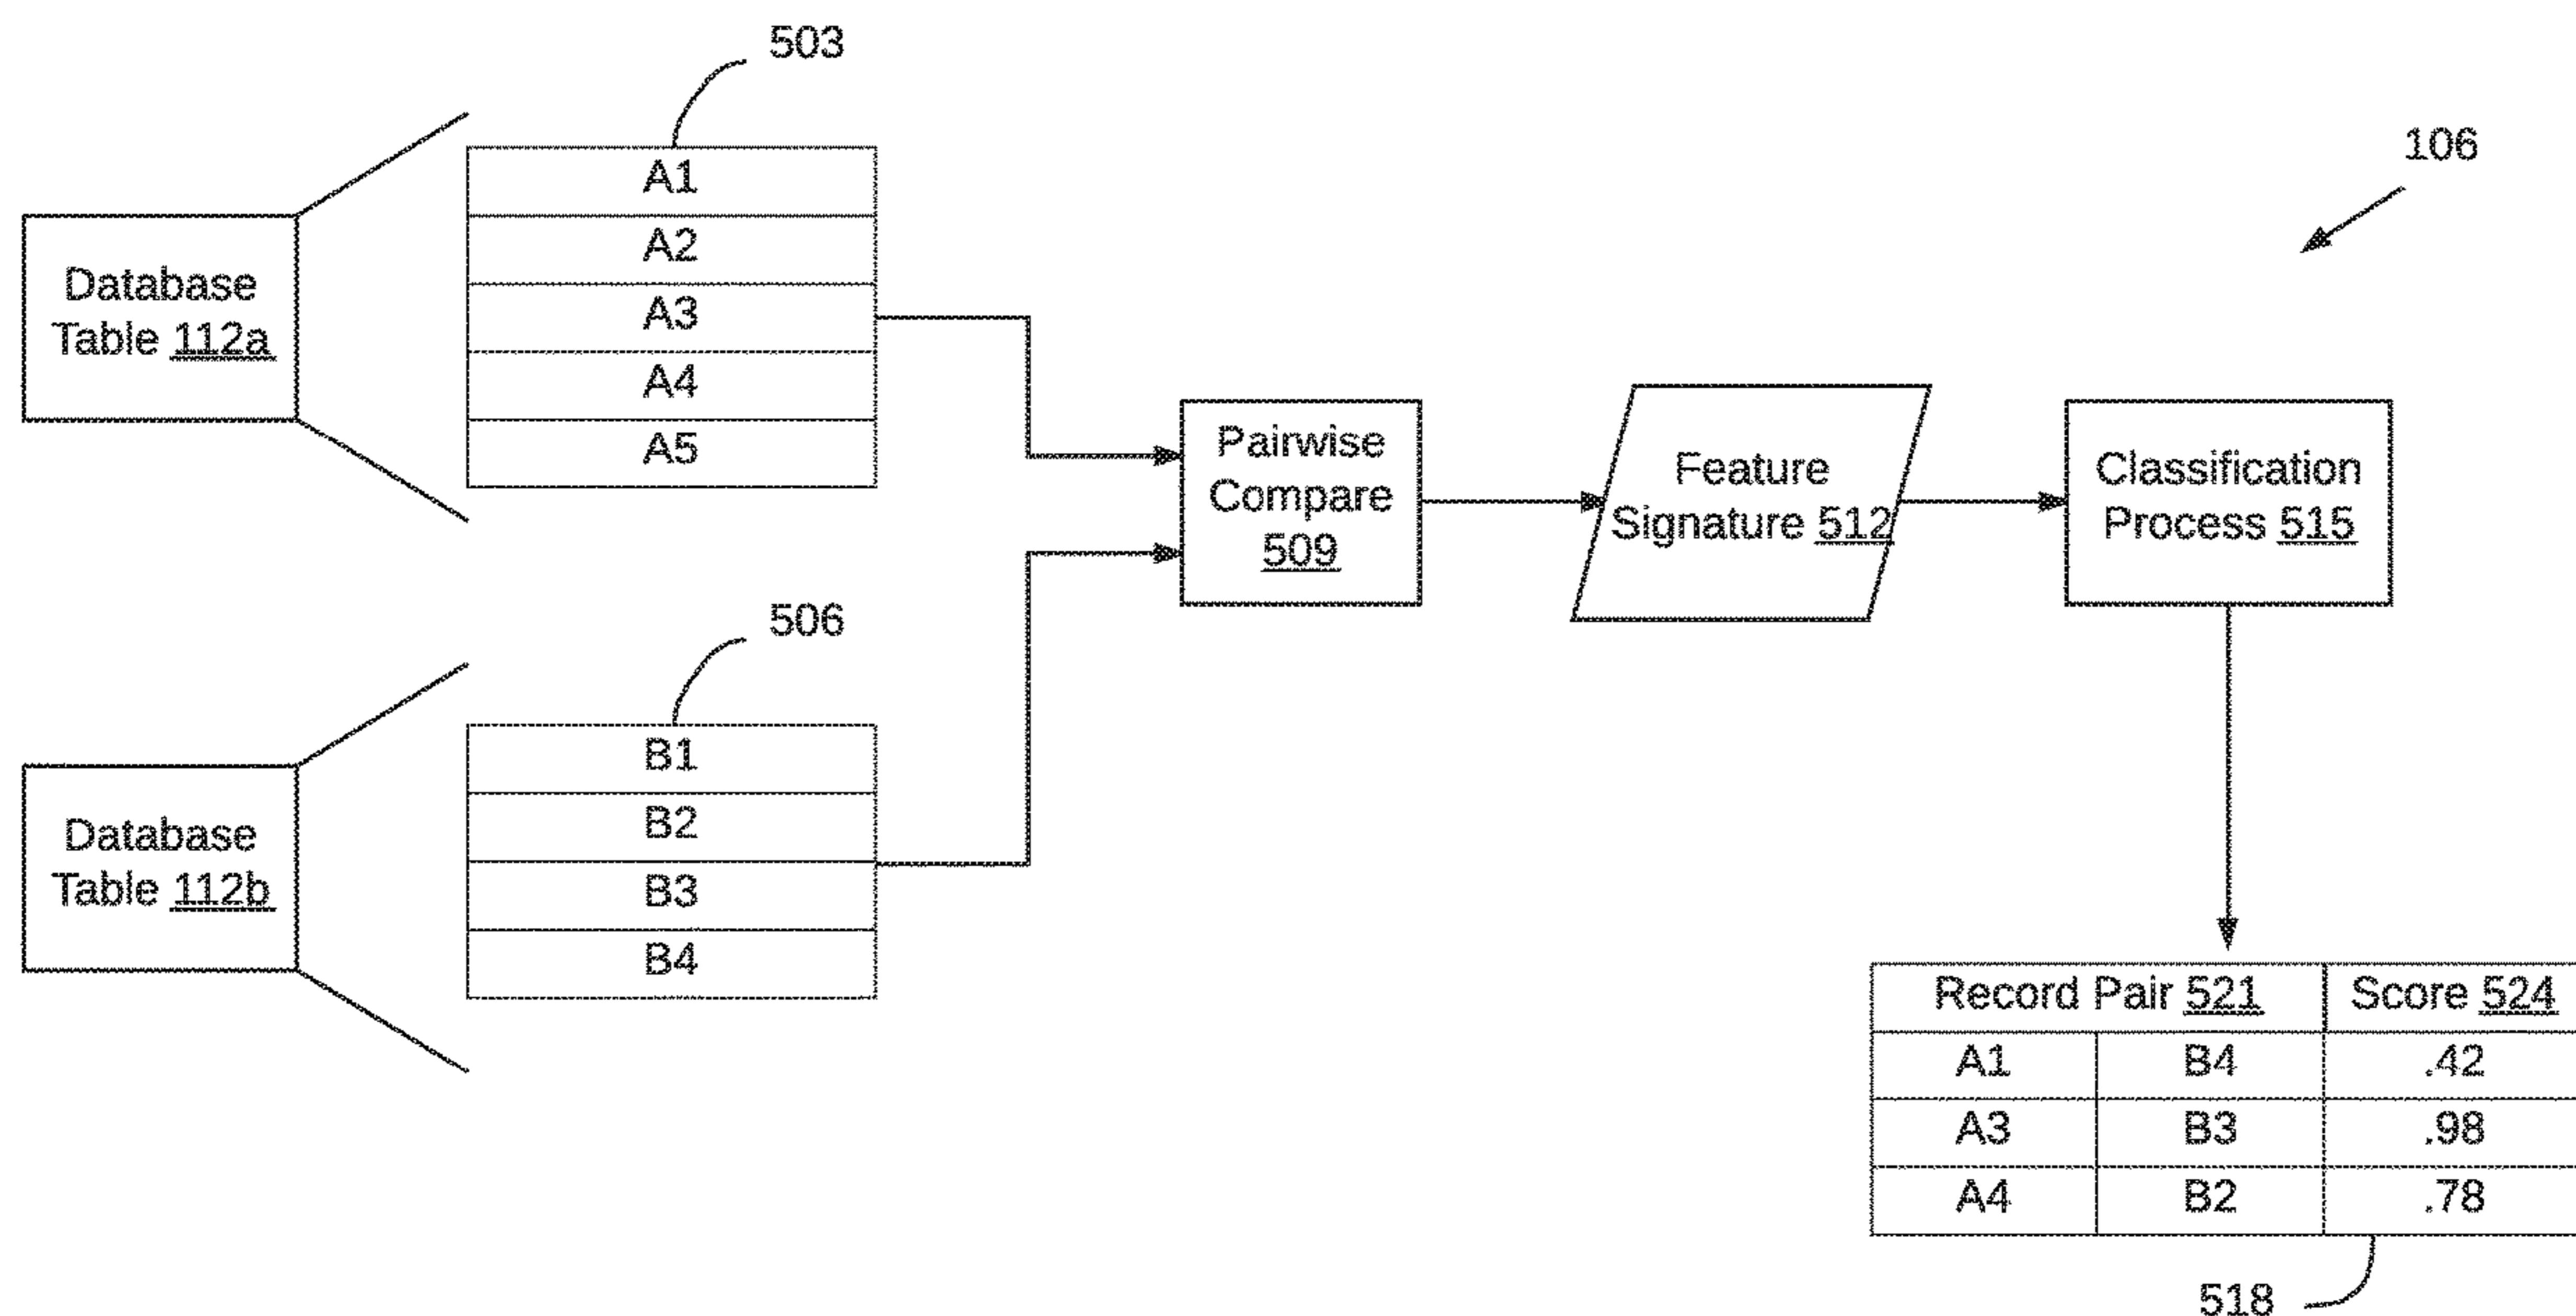 503
106
A1
A2
A3
A4
A5
Database
Table 112a
Pairwise
Compare
509
Feature
Signature 512
Classification
Process 515
506
B1
B2
B3
B4
Database
Table 112b
Record Pair 521 Score 524
A1 B4 .42
A3 B3 .98
A4 B2 .78
518